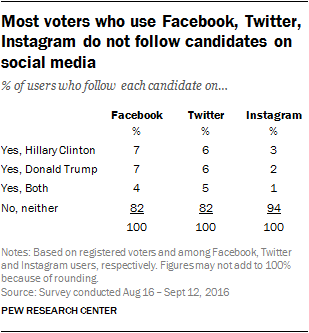 Most voters who use Facebook, Twitter,
Instagram do not follow candidates on
social media
% of users who follow each candidate on...
Facebook Twitter Instagram
% % %
Yes, Hillary Clinton 7 6 3
Yes, Donald Trump 7 6 2
Yes, Both 4 5 1
No, neither 82 82 94
100 100 100
Notes: Based on registered voters and among Facebook, Twitter
and Instagram users, respectively. Figures may not add to 100%
because of rounding.
Source: Survey conducted Aug 16 – Sept 12, 2016
PEW RESEARCH CENTER